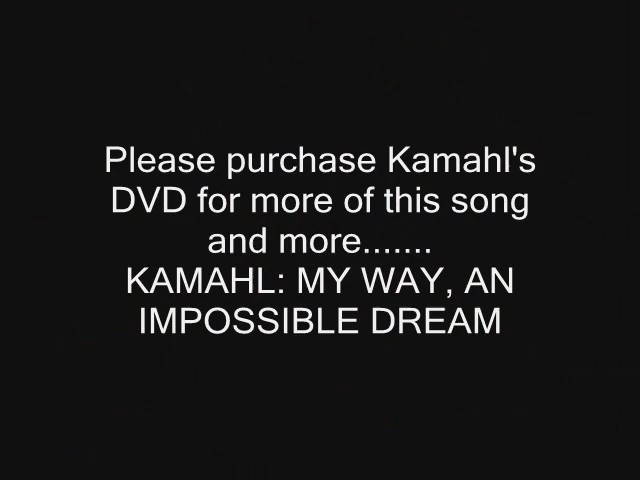 Please purchase Kamahl's
DVD for more of this song
and more.......
KAMAHL: MY WAY, AN
IMPOSSIBLE DREAM